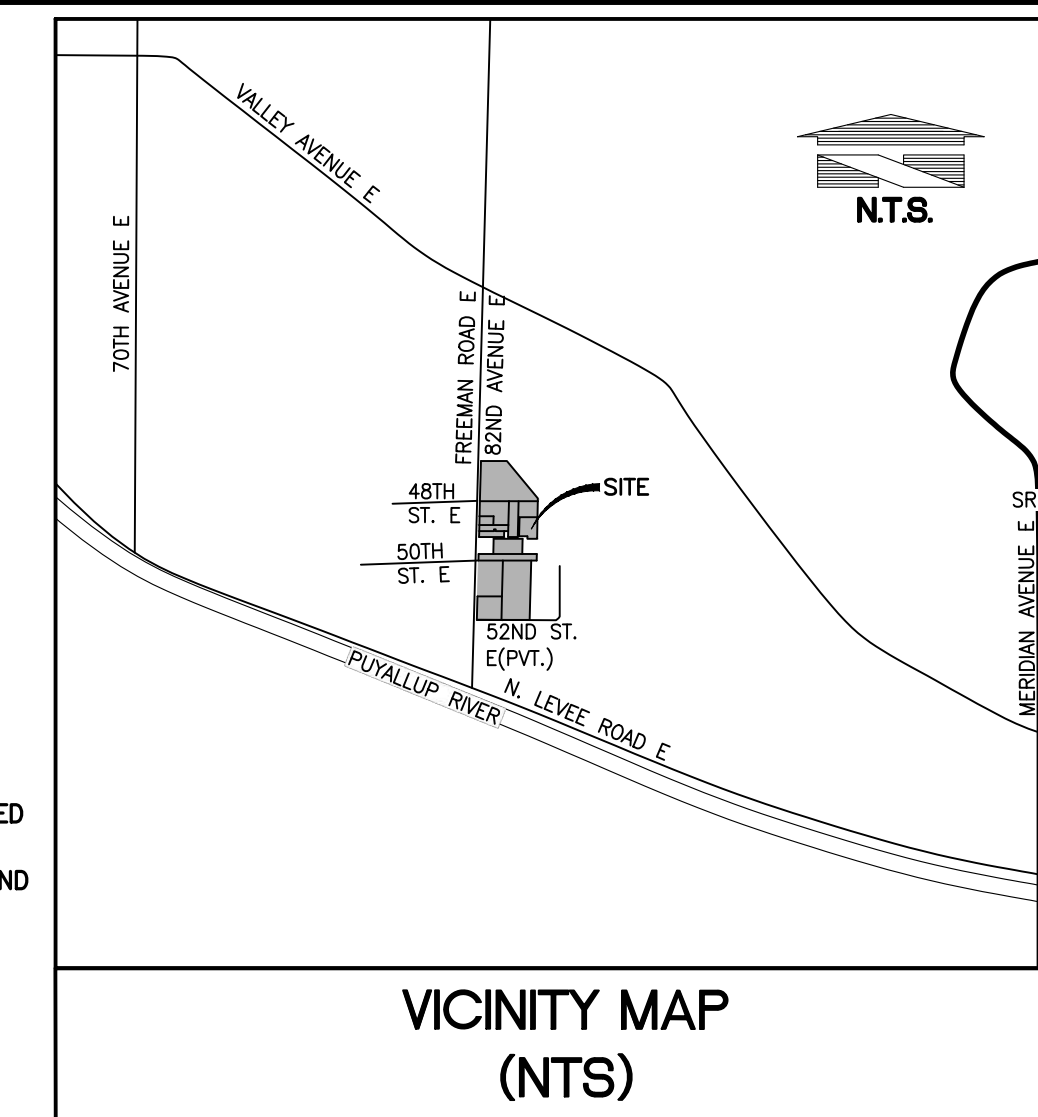 VALLEY AVENUE E
N.T.S.
70TH AVENUE E
FREEMAN ROAD E
82ND AVENUE E
48TH
ST. E
SITE
SR
50TH
ST. E
MERIDIAN AVENUE E
52ND ST.
E(PVT.)
PUYALLUP RIVER
N. LEVEE ROAD E
ED
ND
VICINITY MAP
(NTS)